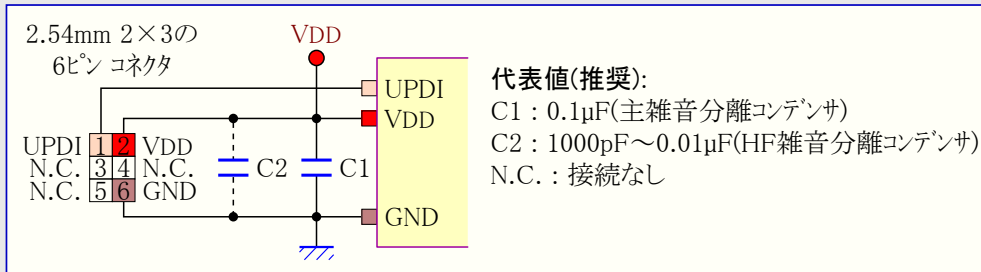 2.54mm 2×3の
6ピン コネクタ
VDD
UPDI
VDD
GND
UPDI 1 2 VDD
N.C. 3 4 N.C.
N.C. 5 6 GND
C2
C1
代表値(推奨):
C1 : 0.1µF(主雑音分離コンデンサ)
C2 : 1000pF～0.01µF(HF雑音分離コンデンサ)
N.C. : 接続なし